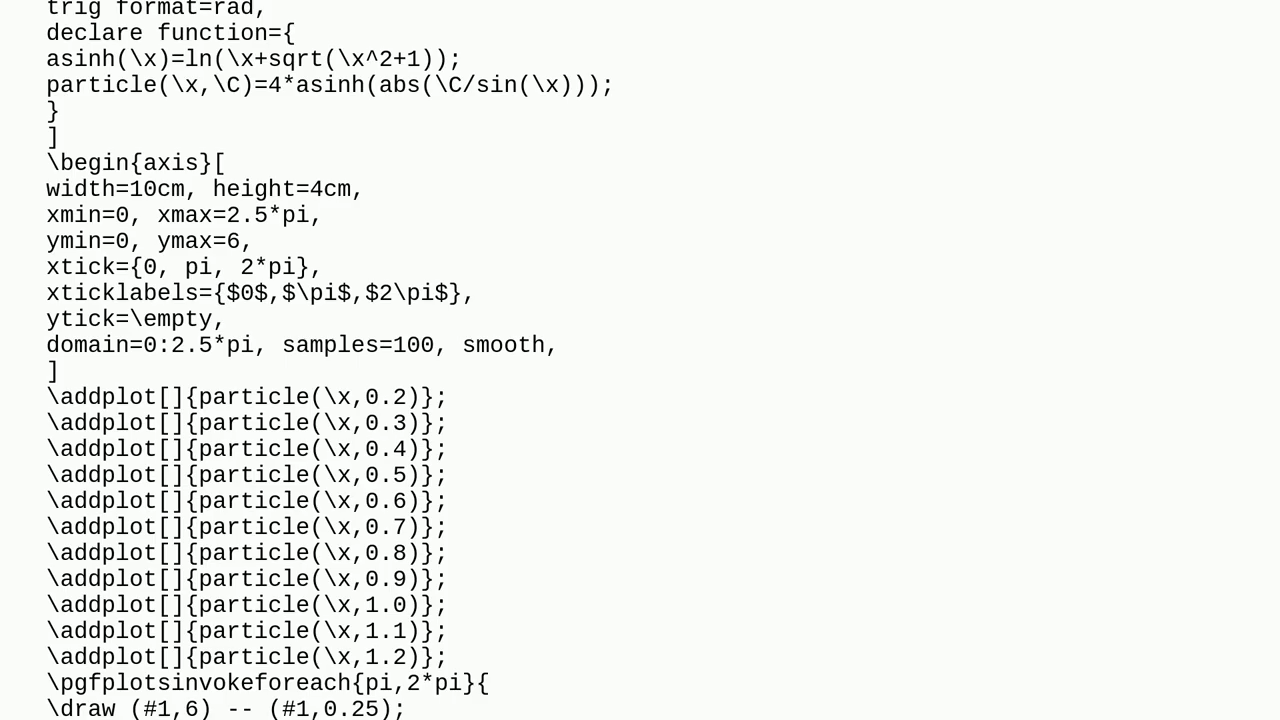 trig format=rad,
declare function={
asinh(\x)=ln(\x+sqrt(\x^2+1));
particle(\x,\C)=4*asinh(abs(\C/sin(\x)));
}
]
\begin{axis}[
width=10cm, height=4cm,
xmin=0, xmax=2.5*pi,
ymin=0, ymax=6,
xtick={0, pi, 2*pi},
xticklabels={$0$,$\pi$,$2\pi$},
ytick=\empty,
domain=0:2.5*pi, samples=100, smooth,
]
\addplot[]{particle(\x,0.2)};
\addplot[]{particle(\x,0.3)};
\addplot[]{particle(\x,0.4)};
\addplot[]{particle(\x,0.5)};
\addplot[]{particle(\x,0.6)};
\addplot[]{particle(\x,0.7)};
\addplot[]{particle(\x,0.8)};
\addplot[]{particle(\x,0.9)};
\addplot[]{particle(\x,1.0)};
\addplot[]{particle(\x,1.1)};
\addplot[]{particle(\x,1.2)};
\pgfplotsinvokeforeach{pi,2*pi}{
\draw (#1,6) -- (#1,0.25);